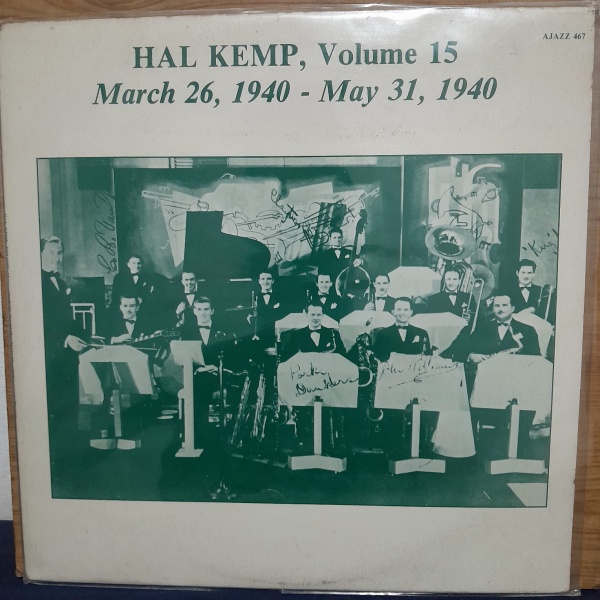 AJAZZ 467
HAL KEMP, Volume 15
March 26, 1940 - May 31, 1940